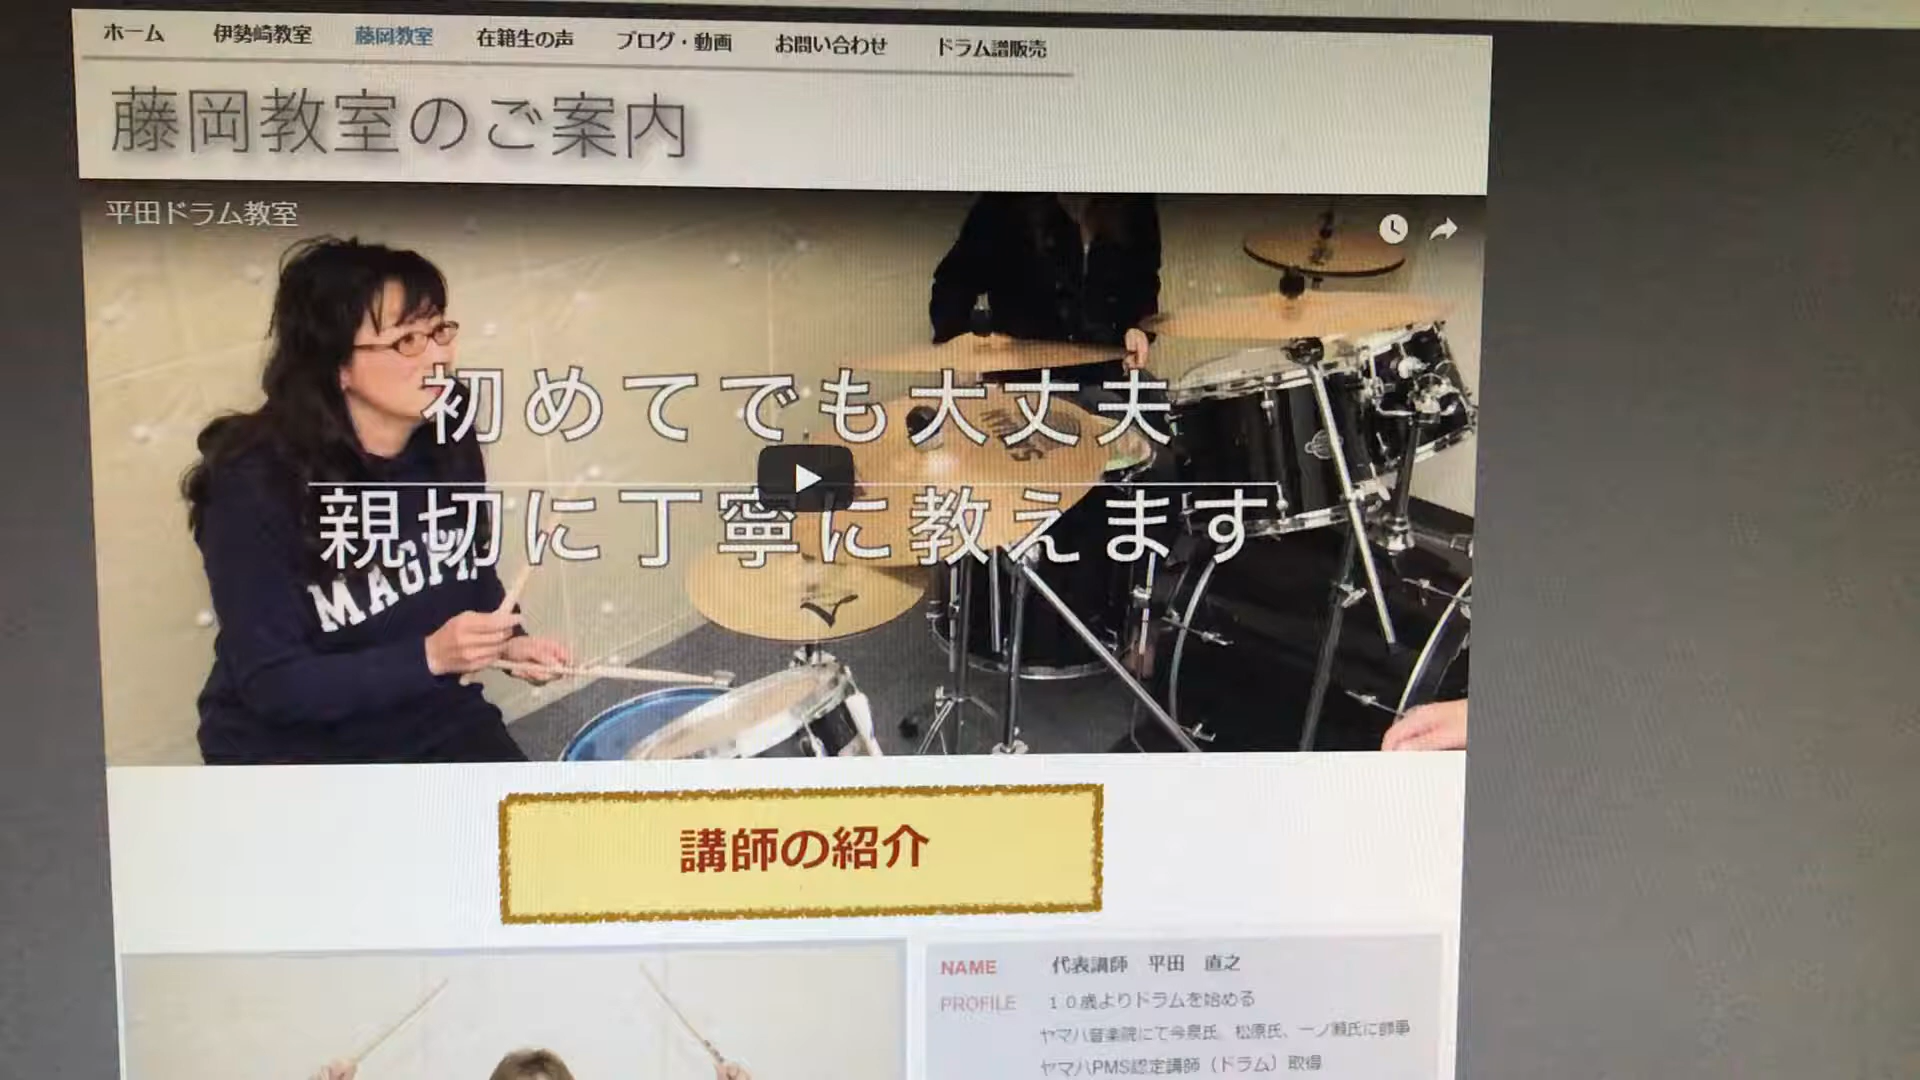 ホーム 伊勢崎教室 藤岡教室 在籍生の声 ブログ・動画 お問い合わせ ドラム譜販売
藤岡教室のご案内
平田ドラム教室
初めてでも大丈夫
親切に丁寧に教えます
講師の紹介
NAME 代表講師 平田 直之
PROFILE 10歳よりドラムを始める
ヤマハ音楽院にて今泉氏、松原氏、一ノ瀬氏に師事
ヤマハPMS認定講師（ドラム）取得